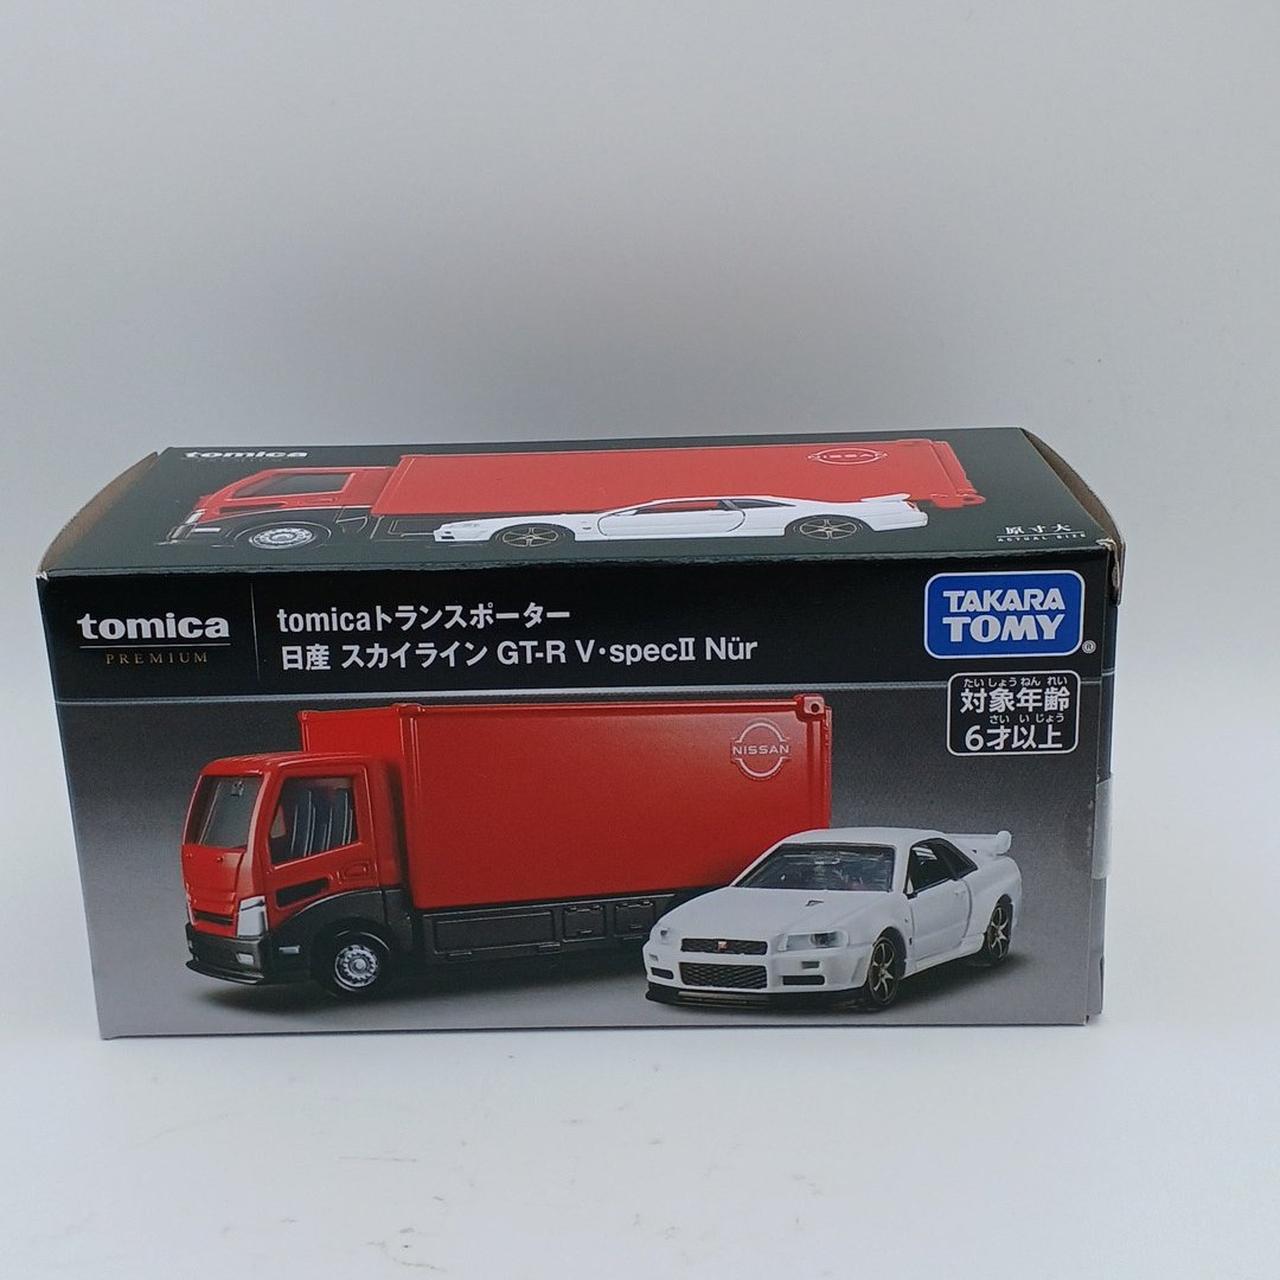 tomica
NISSAN
原寸大
ACTUAL SIZE
tomica
PREMIUM
tomicaトランスポーター
日産 スカイライン GT-R V・specⅡ Nür
TAKARA
TOMY
®
たいしょうねんれい
対象年齢
さいいじょう
6才以上
NISSAN